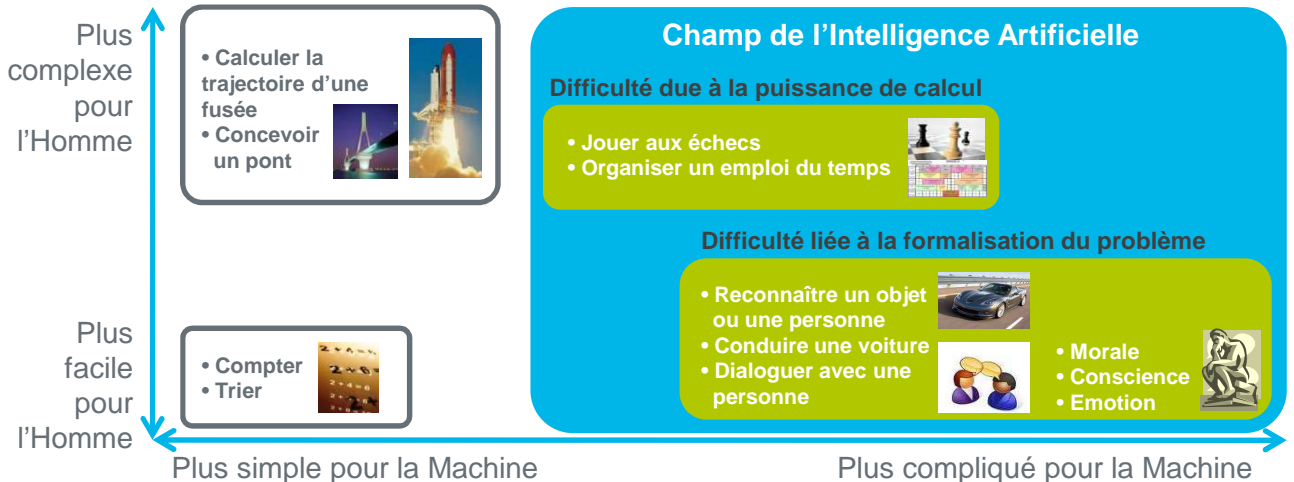 Plus
complexe
pour
l'Homme
• Calculer la
trajectoire d'une
fusée
• Concevoir
un pont
Champ de l'Intelligence Artificielle
Difficulté due à la puissance de calcul
• Jouer aux échecs
• Organiser un emploi du temps
Difficulté liée à la formalisation du problème
• Reconnaître un objet
ou une personne
• Conduire une voiture
• Dialoguer avec une
personne
• Morale
• Conscience
• Emotion
Plus
facile
pour
l'Homme
• Compter
• Trier
Plus simple pour la Machine
Plus compliqué pour la Machine